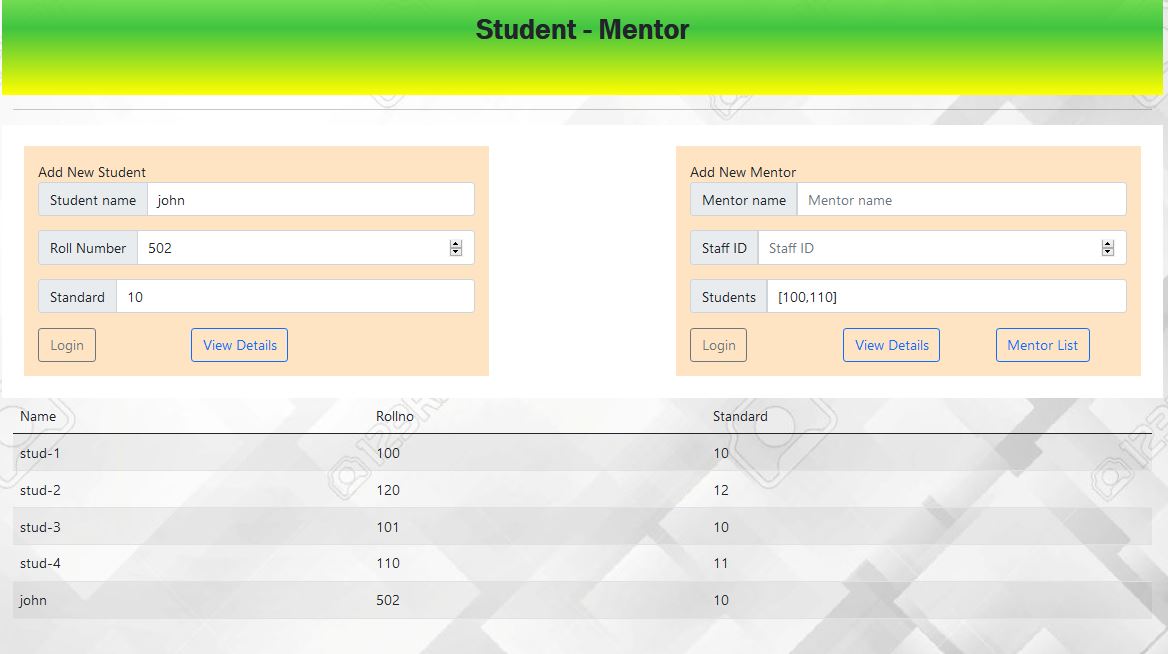 Student - Mentor
Add New Student
Student name john
Roll Number 502
Standard 10
Login View Details
Add New Mentor
Mentor name Mentor name
Staff ID Staff ID
Students [100,110]
Login View Details Mentor List
Name Rollno Standard
stud-1 100 10
stud-2 120 12
stud-3 101 10
stud-4 110 11
john 502 10